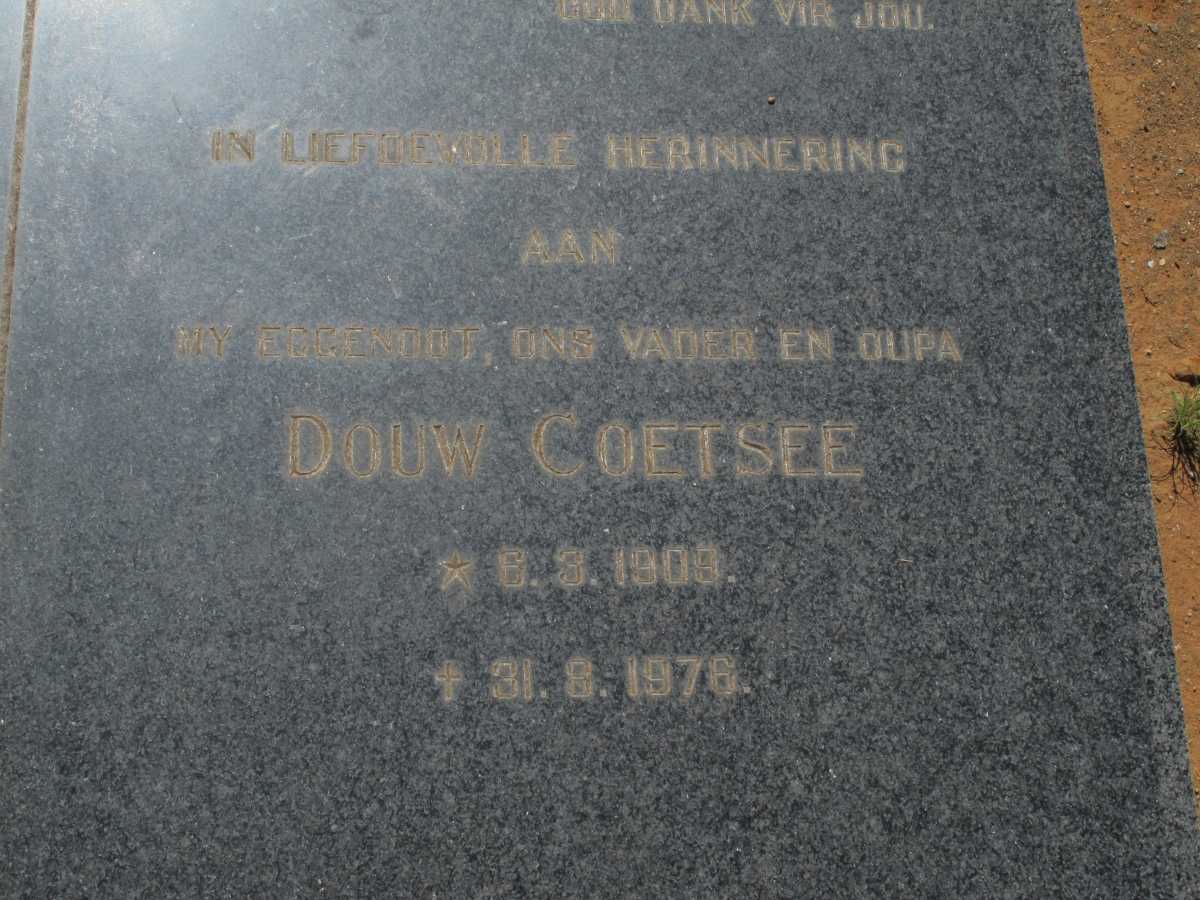 GOD DANK VIR JOU.
IN LIEFDEVOLLE HERINNERING
AAN
MY EGGENOOT, ONS VADER EN OUPA
DOUW COETSEE
★ 6. 3. 1909.
✝ 31. 8. 1976.